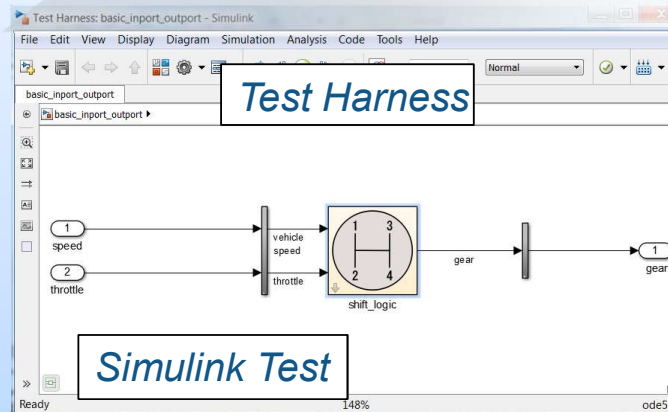 Test Harness: basic_inport_outport - Simulink
File Edit View Display Diagram Simulation Analysis Code Tools Help
Normal
basic_inport_outport
Test Harness
basic_inport_outport
1
speed
2
throttle
vehicle
speed
throttle
1 3
2 4
shift_logic
gear
1
gear
Simulink Test
Ready
148%
ode5